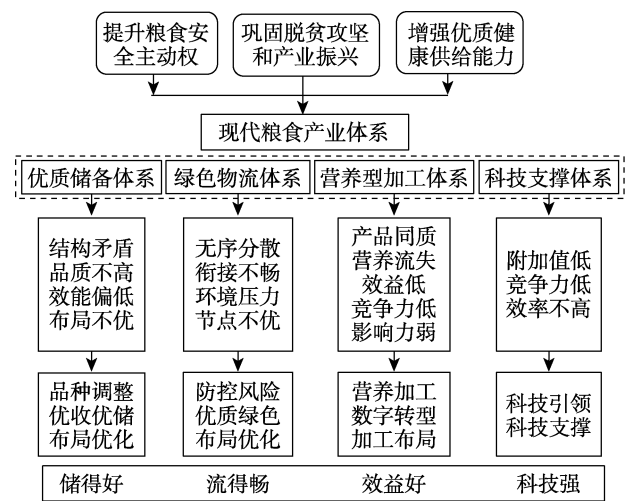 提升粮食安
全主动权
巩固脱贫攻坚
和产业振兴
增强优质健
康供给能力
现代粮食产业体系
优质储备体系
绿色物流体系
营养型加工体系
科技支撑体系
结构矛盾
品质不高
效能偏低
布局不优
无序分散
衔接不畅
环境压力
节点不优
产品同质
营养流失
效益低
竞争力低
影响力弱
附加值低
竞争力低
效率不高
品种调整
优收优储
布局优化
防控风险
优质绿色
布局优化
营养加工
数字转型
加工布局
科技引领
科技支撑
储得好
流得畅
效益好
科技强